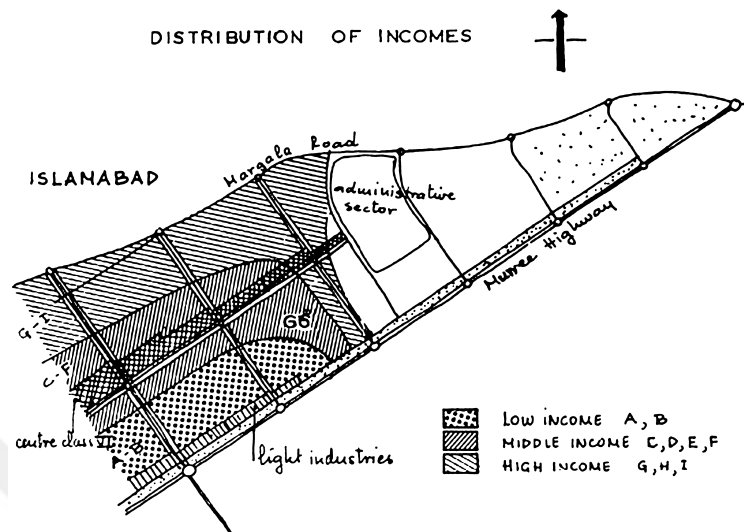 DISTRIBUTION OF INCOMES
ISLAMABAD
Margala Road
administrative
sector
Murree Highway
G-I
C-F
G6
centre class VI
A-B
light industries
LOW INCOME A, B
MIDDLE INCOME C, D, E, F
HIGH INCOME G, H, I